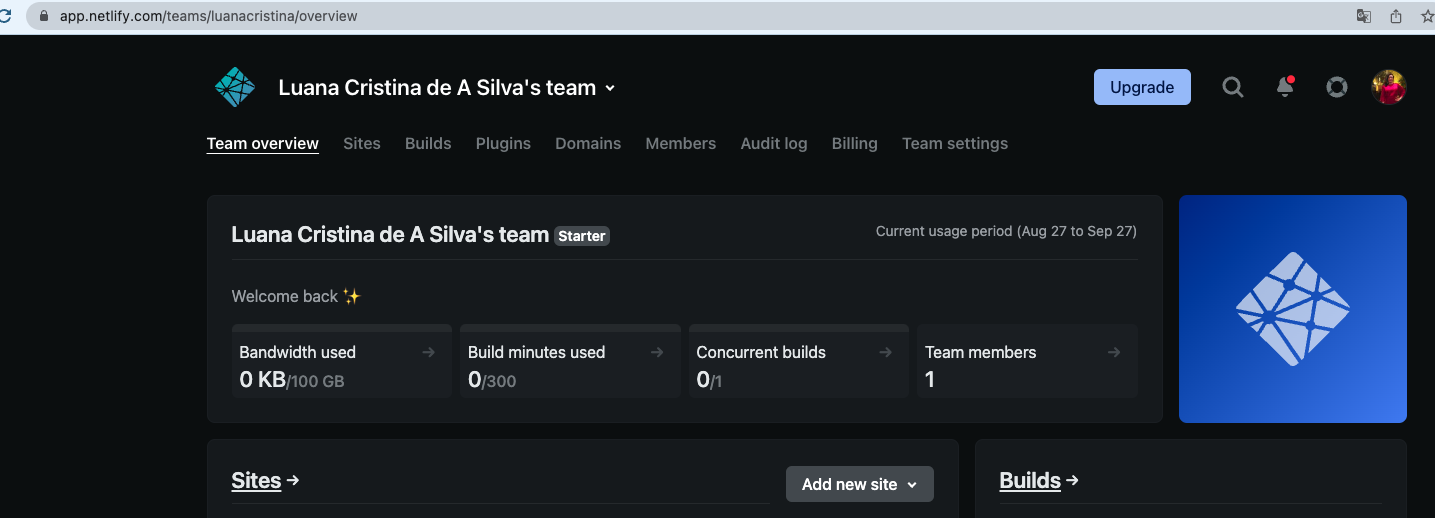 app.netlify.com/teams/luanacristina/overview
Luana Cristina de A Silva's team
Upgrade
Team overview Sites Builds Plugins Domains Members Audit log Billing Team settings
Luana Cristina de A Silva's team Starter
Current usage period (Aug 27 to Sep 27)
Welcome back ✨
Bandwidth used
0 KB/100 GB
Build minutes used
0/300
Concurrent builds
0/1
Team members
1
Sites
Add new site
Builds